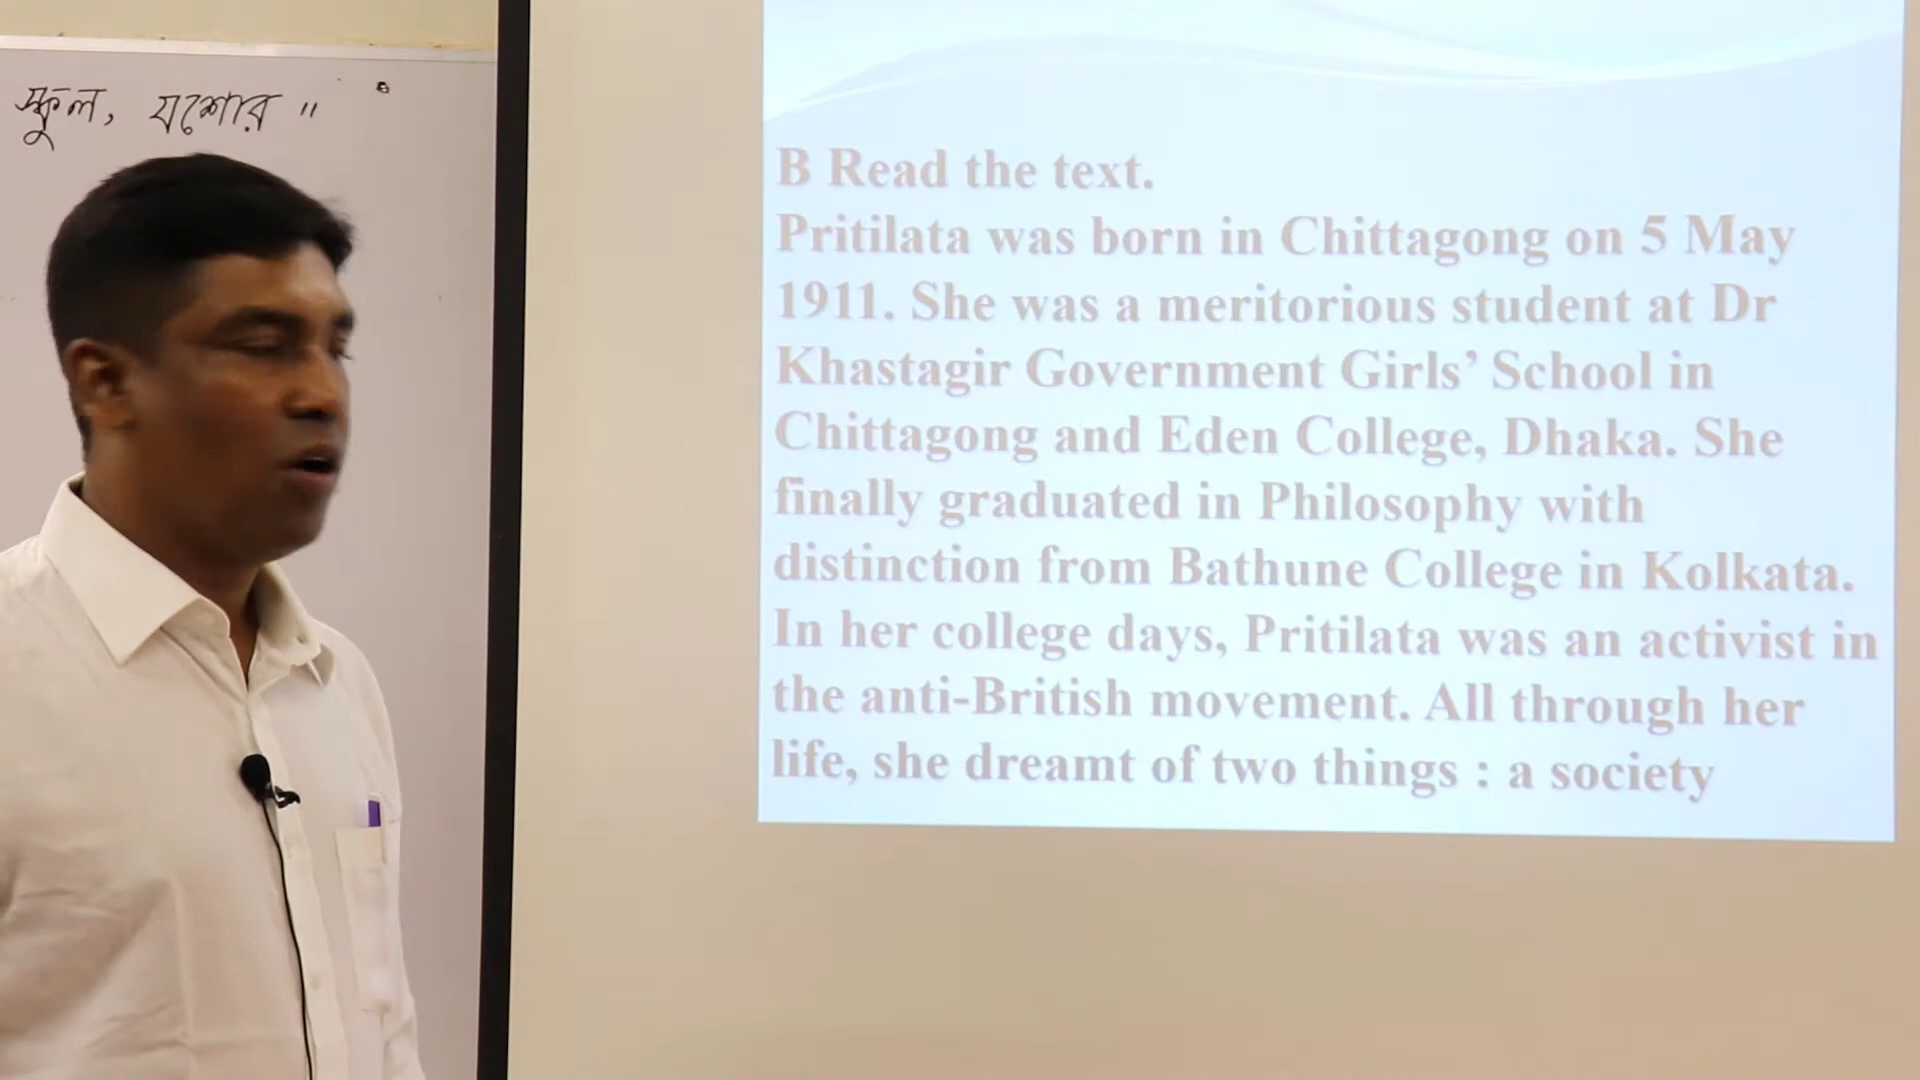 স্কুল, যশোর "
B Read the text.
Pritilata was born in Chittagong on 5 May
1911. She was a meritorious student at Dr
Khastagir Government Girls’ School in
Chittagong and Eden College, Dhaka. She
finally graduated in Philosophy with
distinction from Bathune College in Kolkata.
In her college days, Pritilata was an activist in
the anti-British movement. All through her
life, she dreamt of two things : a society